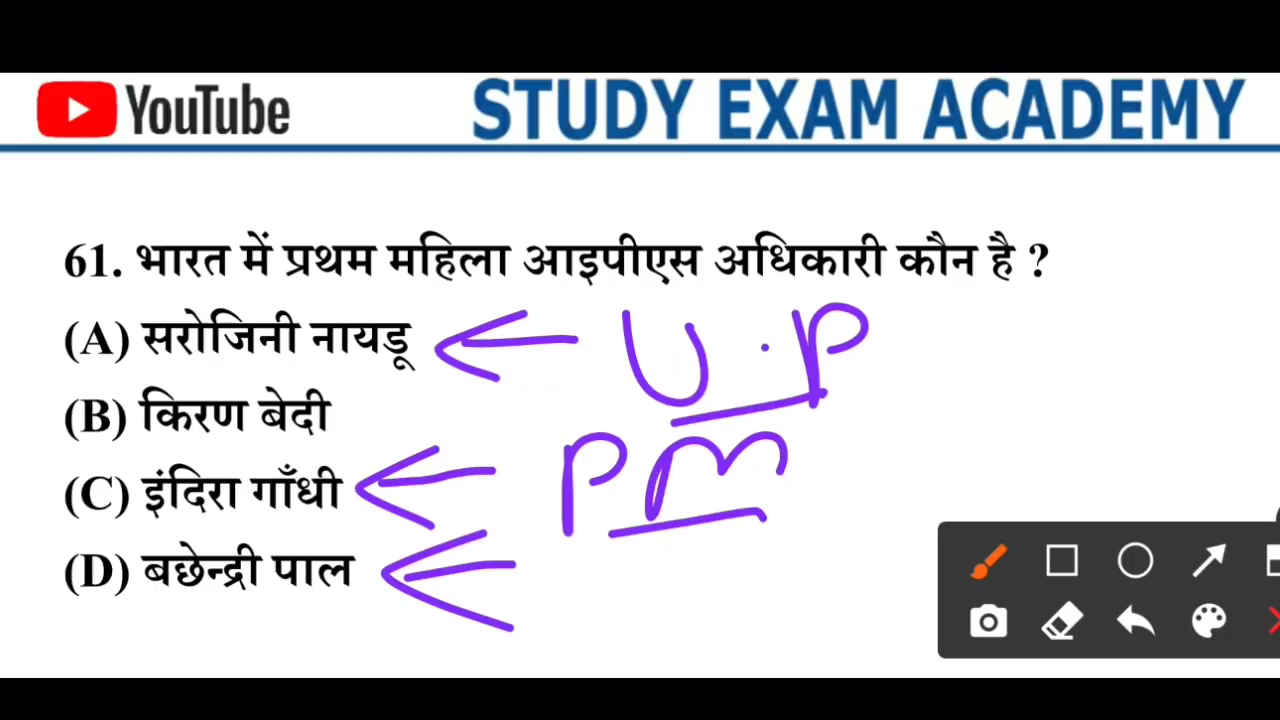 YouTube STUDY EXAM ACADEMY
61. भारत में प्रथम महिला आइपीएस अधिकारी कौन है ?
(A) सरोजिनी नायडू U.P
(B) किरण बेदी
(C) इंदिरा गाँधी Pm
(D) बछेन्द्री पाल